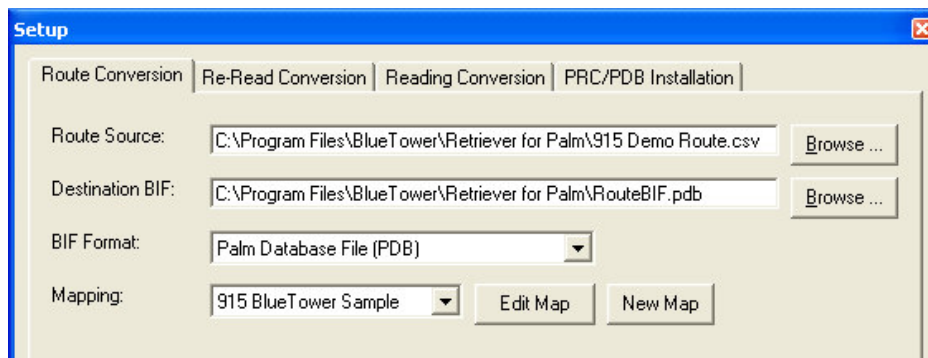 Setup
Route Conversion Re-Read Conversion Reading Conversion PRC/PDB Installation
Route Source: C:\Program Files\BlueTower\Retriever for Palm\915 Demo Route.csv Browse ...
Destination BIF: C:\Program Files\BlueTower\Retriever for Palm\RouteBIF.pdb Browse ...
BIF Format: Palm Database File (PDB)
Mapping: 915 BlueTower Sample Edit Map New Map